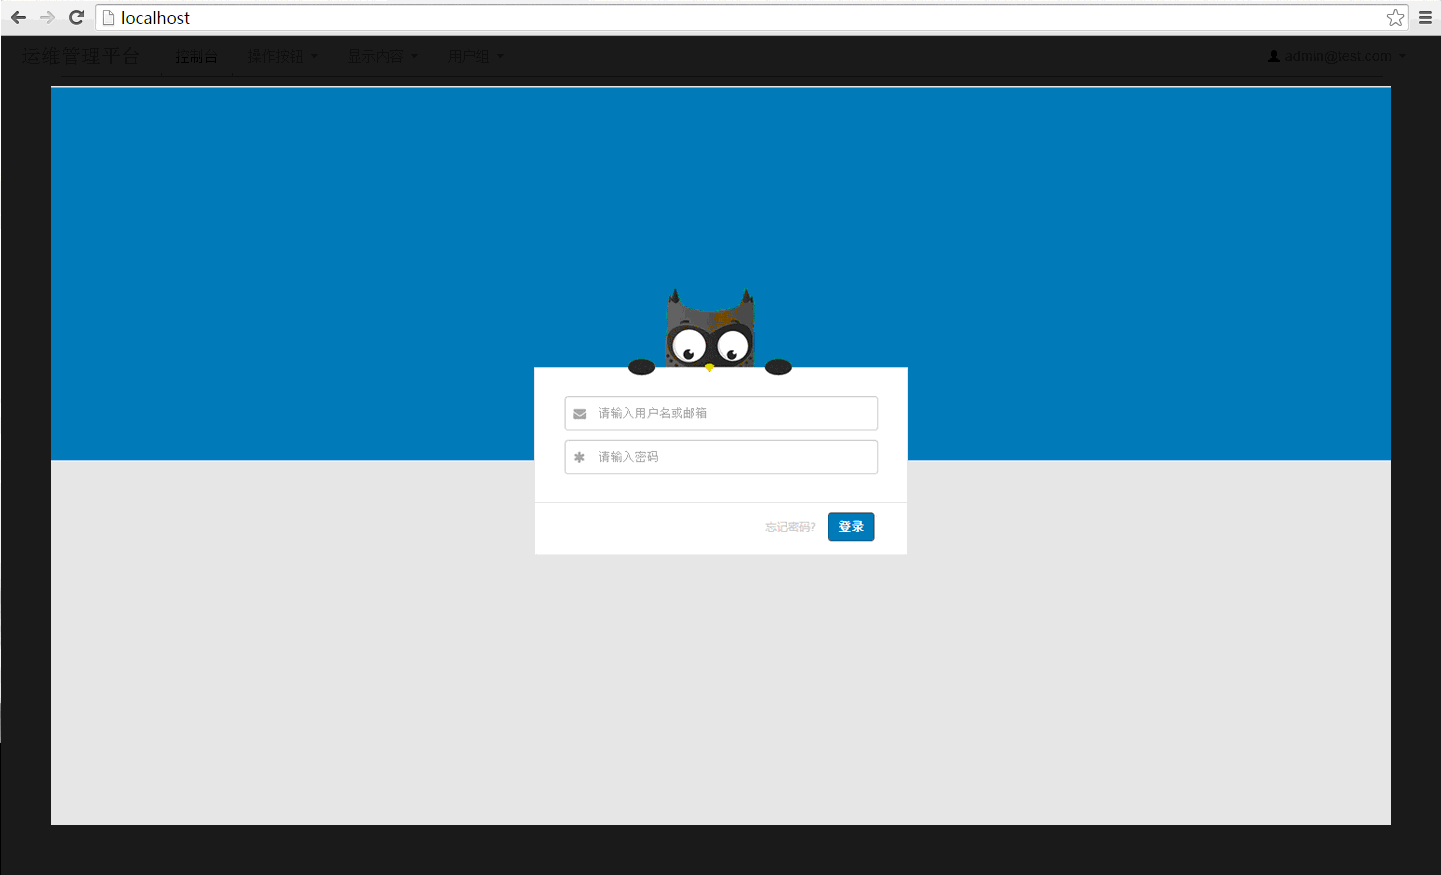 localhost
运维管理平台 控制台 操作按钮 显示内容 用户组 admin@test.com
请输入用户名或邮箱
请输入密码
忘记密码? 登录